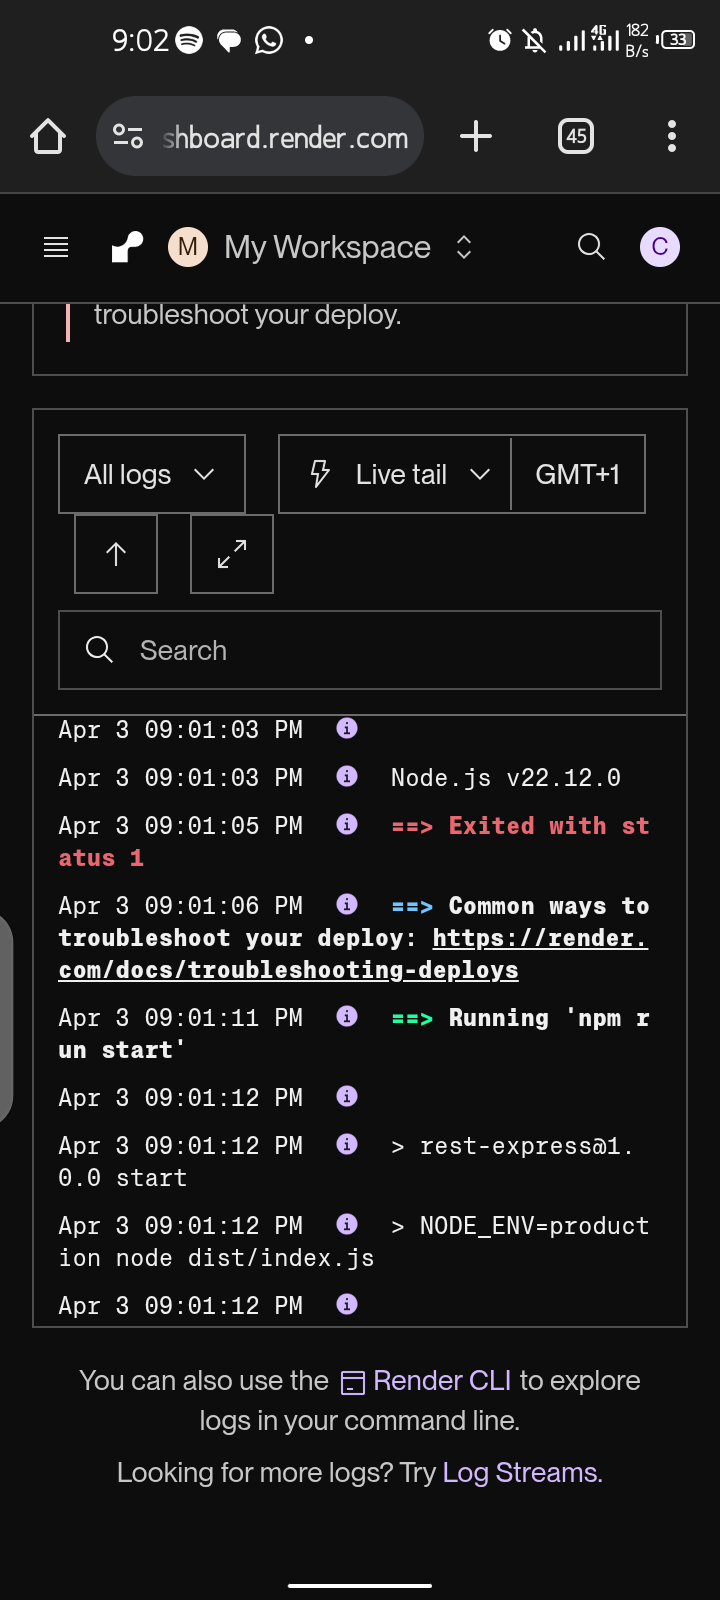 9:02
4G
182
B/s
33
shboard.render.com
45
M
My Workspace
C
troubleshoot your deploy.
All logs
Live tail
GMT+1
Search
Apr 3 09:01:03 PM
Apr 3 09:01:03 PM Node.js v22.12.0
Apr 3 09:01:05 PM ==> Exited with st
atus 1
Apr 3 09:01:06 PM ==> Common ways to
troubleshoot your deploy: https://render.
com/docs/troubleshooting-deploys
Apr 3 09:01:11 PM ==> Running 'npm r
un start'
Apr 3 09:01:12 PM
Apr 3 09:01:12 PM > rest-express@1.
0.0 start
Apr 3 09:01:12 PM > NODE_ENV=product
ion node dist/index.js
Apr 3 09:01:12 PM
You can also use the Render CLI to explore
logs in your command line.
Looking for more logs? Try Log Streams.